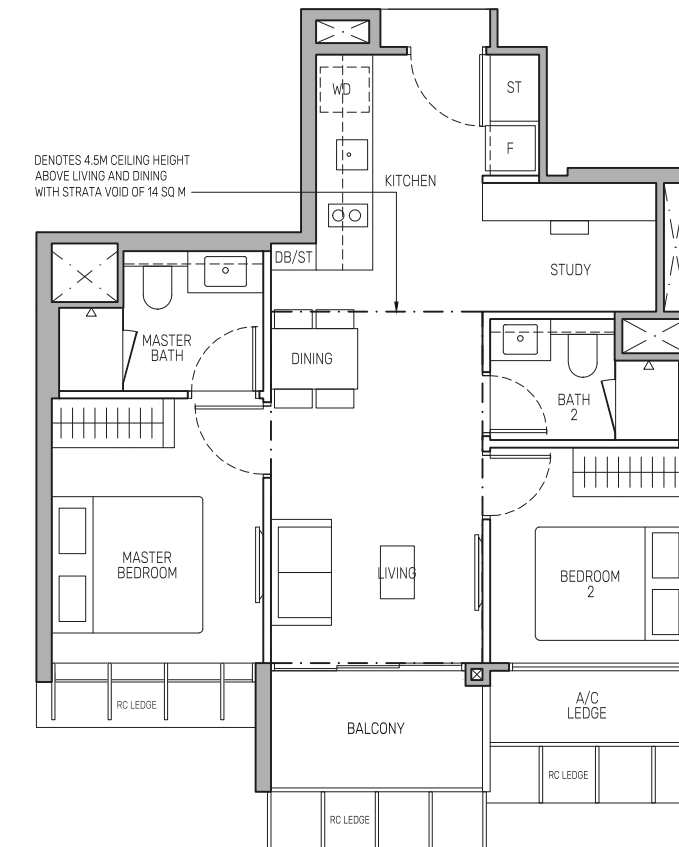 WD
ST
F
DENOTES 4.5M CEILING HEIGHT
ABOVE LIVING AND DINING
WITH STRATA VOID OF 14 SQ M
KITCHEN
DB/ST
STUDY
MASTER
BATH
DINING
BATH
2
MASTER
BEDROOM
LIVING
BEDROOM
2
RC LEDGE
A/C
LEDGE
BALCONY
RC LEDGE
RC LEDGE